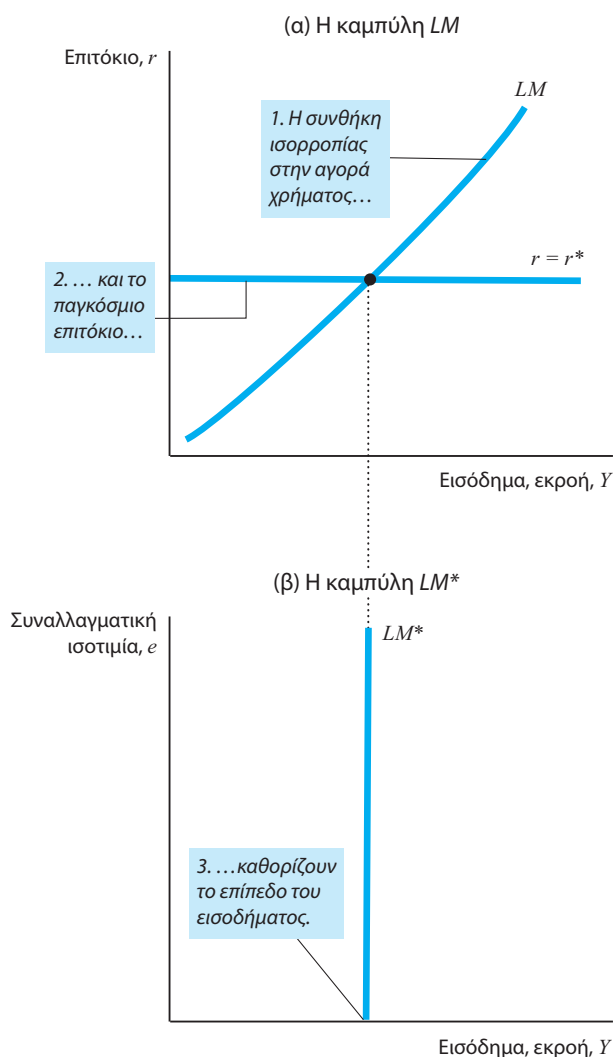 (α) Η καμπύλη LM
Επιτόκιο, r
LM
1. Η συνθήκη
ισορροπίας
στην αγορά
χρήματος…
r = r*
2. … και το
παγκόσμιο
επιτόκιο…
Εισόδημα, εκροή, Y
(β) Η καμπύλη LM*
Συναλλαγματική
ισοτιμία, e
LM*
3. …καθορίζουν
το επίπεδο του
εισοδήματος.
Εισόδημα, εκροή, Y